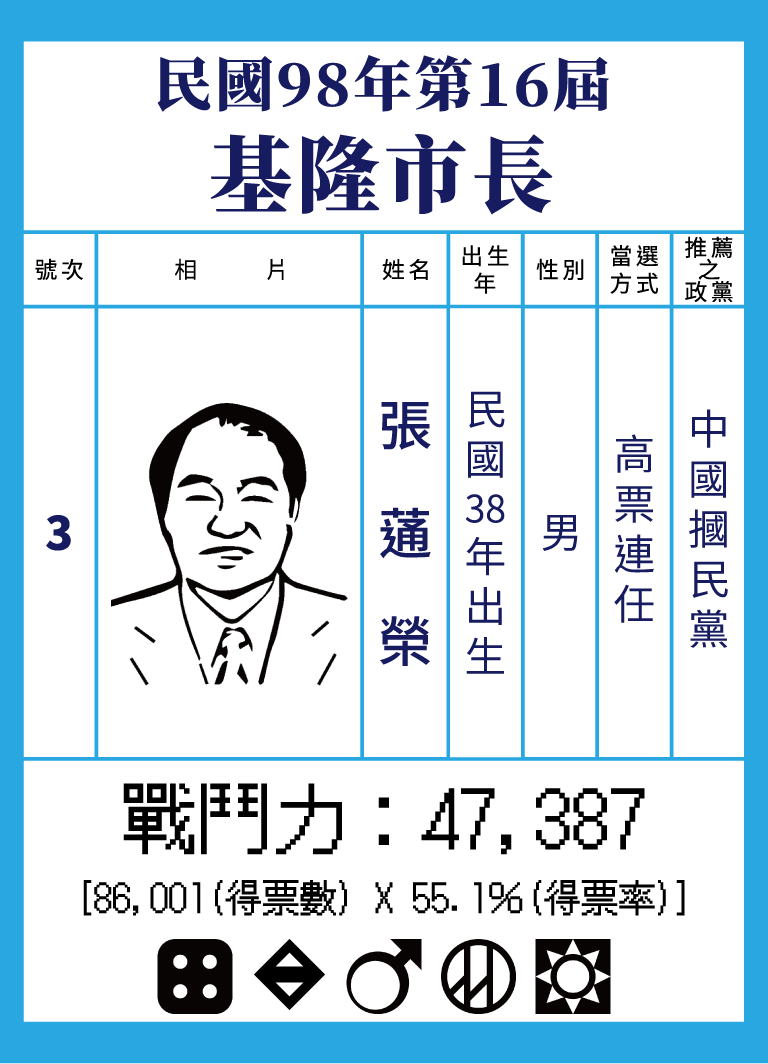 民國98年第16屆
基隆市長
號次
相片
姓名
出生
年
性別
當選
方式
推薦
之
政黨
3
張
通
榮
民國38年出生
男
高票連任
中國摑民黨
戰鬥力：47,387
[86,001(得票數) X 55.1%(得票率)]